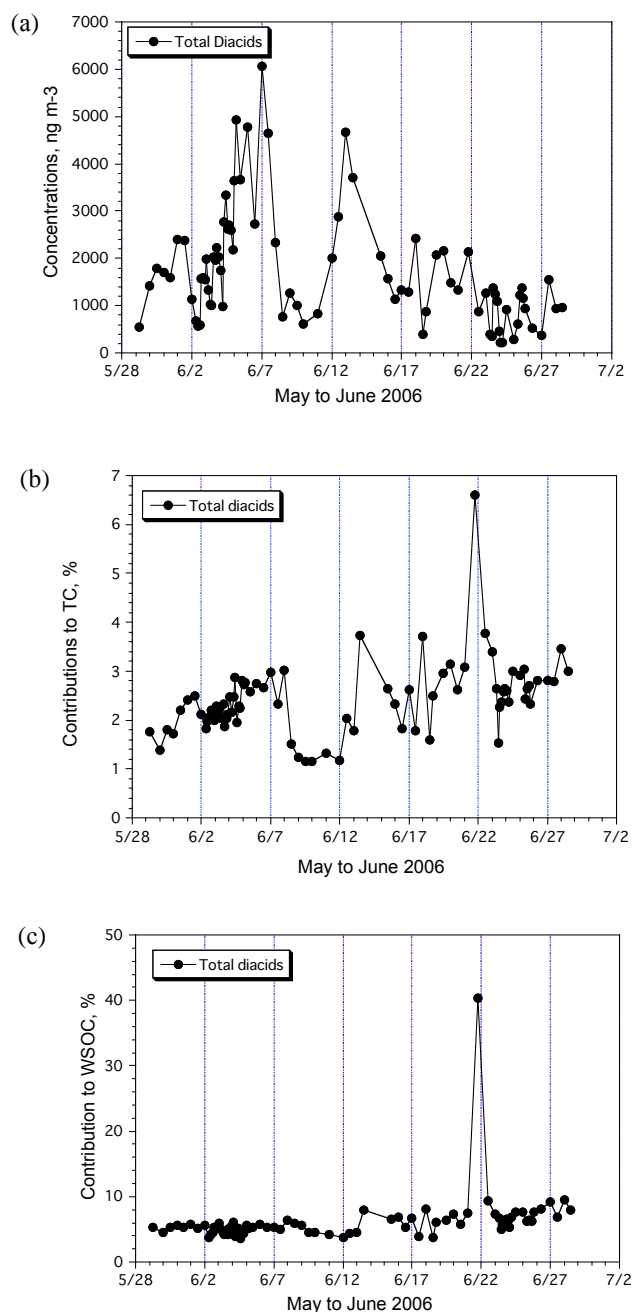 (a)
Total Diacids
Concentrations, ng m-3
7000
6000
5000
4000
3000
2000
1000
0
5/28 6/2 6/7 6/12 6/17 6/22 6/27 7/2
May to June 2006
(b)
Total diacids
Contributions to TC, %
7
6
5
4
3
2
1
0
5/28 6/2 6/7 6/12 6/17 6/22 6/27 7/2
May to June 2006
(c)
Total diacids
Contribution to WSOC, %
50
40
30
20
10
0
5/28 6/2 6/7 6/12 6/17 6/22 6/27 7/2
May to June 2006